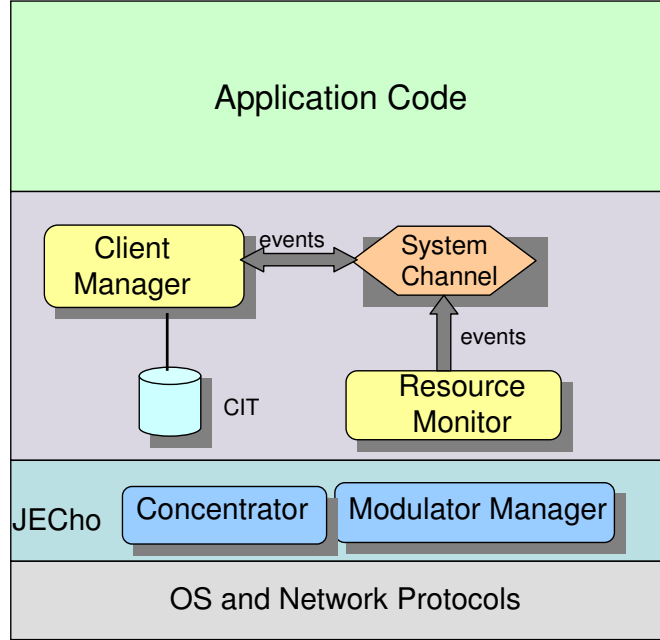 Application Code
Client
Manager
events
System
Channel
events
CIT
Resource
Monitor
JECho
Concentrator
Modulator Manager
OS and Network Protocols